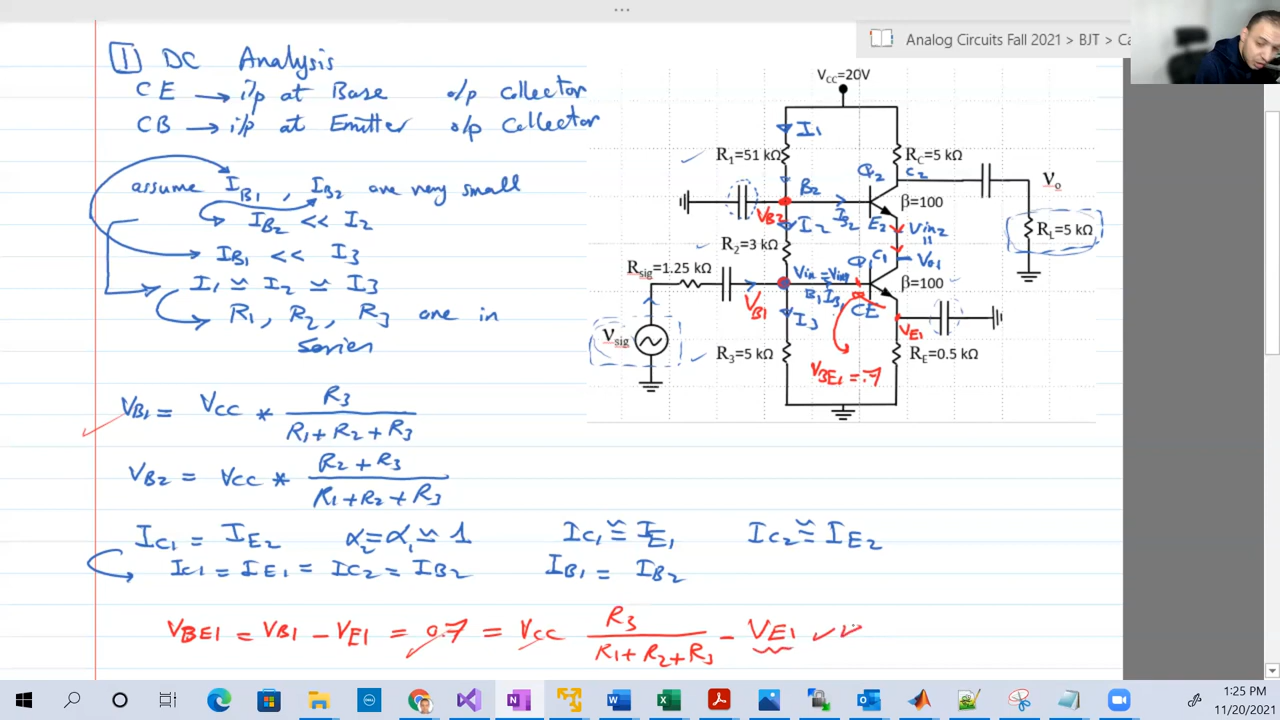 Analog Circuits Fall 2021 > BJT > Ca
1 DC Analysis
CE → i/p at Base o/p collector
CB → i/p at Emitter o/p Collector
assume IB1 , IB2 are very small
IB2 << I2
IB1 << I3
I1 ≃ I2 ≃ I3
R1, R2, R3 are in
Series
VCC=20V
I1
R1=51 kΩ
RC=5 kΩ
C2
Q2
B2
vo
VB2
β=100
I2
IB2
E2
Vin2
=
Vo1
RL=5 kΩ
R2=3 kΩ
Rsig=1.25 kΩ
Vin = Vin1
Q1
C1
β=100
VB1
B1
IB1
CE
I3
VE1
vsig
R3=5 kΩ
RE=0.5 kΩ
VBE1 = .7
VB1 = VCC * R3 / R1+R2+R3
VB2 = VCC * R2+R3 / R1+R2+R3
IC1 = IE2 α2=α1 ≃ 1 IC1 ≅ IE1 IC2 ≅ IE2
IC1 = IE1 = IC2 = IB2 IB1 = IB2
VBE1 = VB1 - VE1 = 0.7 = VCC R3 / R1+R2+R3 - VE1
1:25 PM
11/20/2021